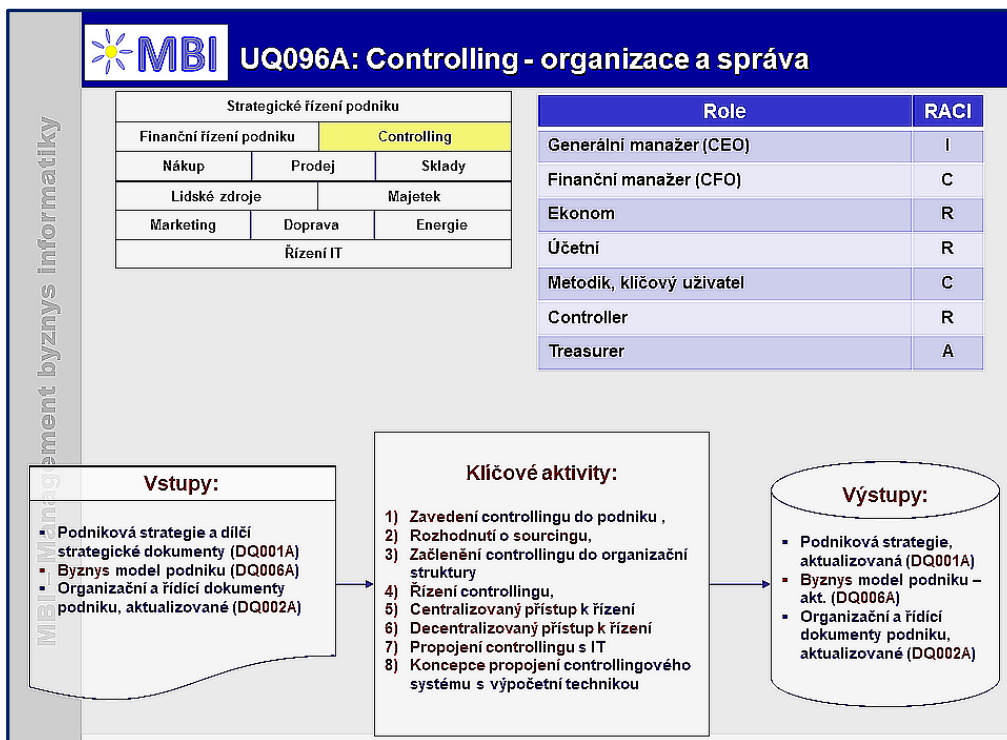 MBI
UQ096A: Controlling - organizace a správa
MBI – Management byznys informatiky
Strategické řízení podniku
Finanční řízení podniku
Controlling
Nákup
Prodej
Sklady
Lidské zdroje
Majetek
Marketing
Doprava
Energie
Řízení IT
Role RACI
Generální manažer (CEO) I
Finanční manažer (CFO) C
Ekonom R
Účetní R
Metodik, klíčový uživatel C
Controller R
Treasurer A
Vstupy:
▪ Podniková strategie a dílčí
strategické dokumenty (DQ001A)
▪ Byznys model podniku (DQ006A)
▪ Organizační a řídící dokumenty
podniku, aktualizované (DQ002A)
Klíčové aktivity:
1) Zavedení controllingu do podniku ,
2) Rozhodnutí o sourcingu,
3) Začlenění controllingu do organizační
struktury
4) Řízení controllingu,
5) Centralizovaný přístup k řízení
6) Decentralizovaný přístup k řízení
7) Propojení controllingu s IT
8) Koncepce propojení controllingového
systému s výpočetní technikou
Výstupy:
▪ Podniková strategie,
aktualizovaná (DQ001A)
▪ Byznys model podniku –
akt. (DQ006A)
▪ Organizační a řídící
dokumenty podniku,
aktualizované (DQ002A)